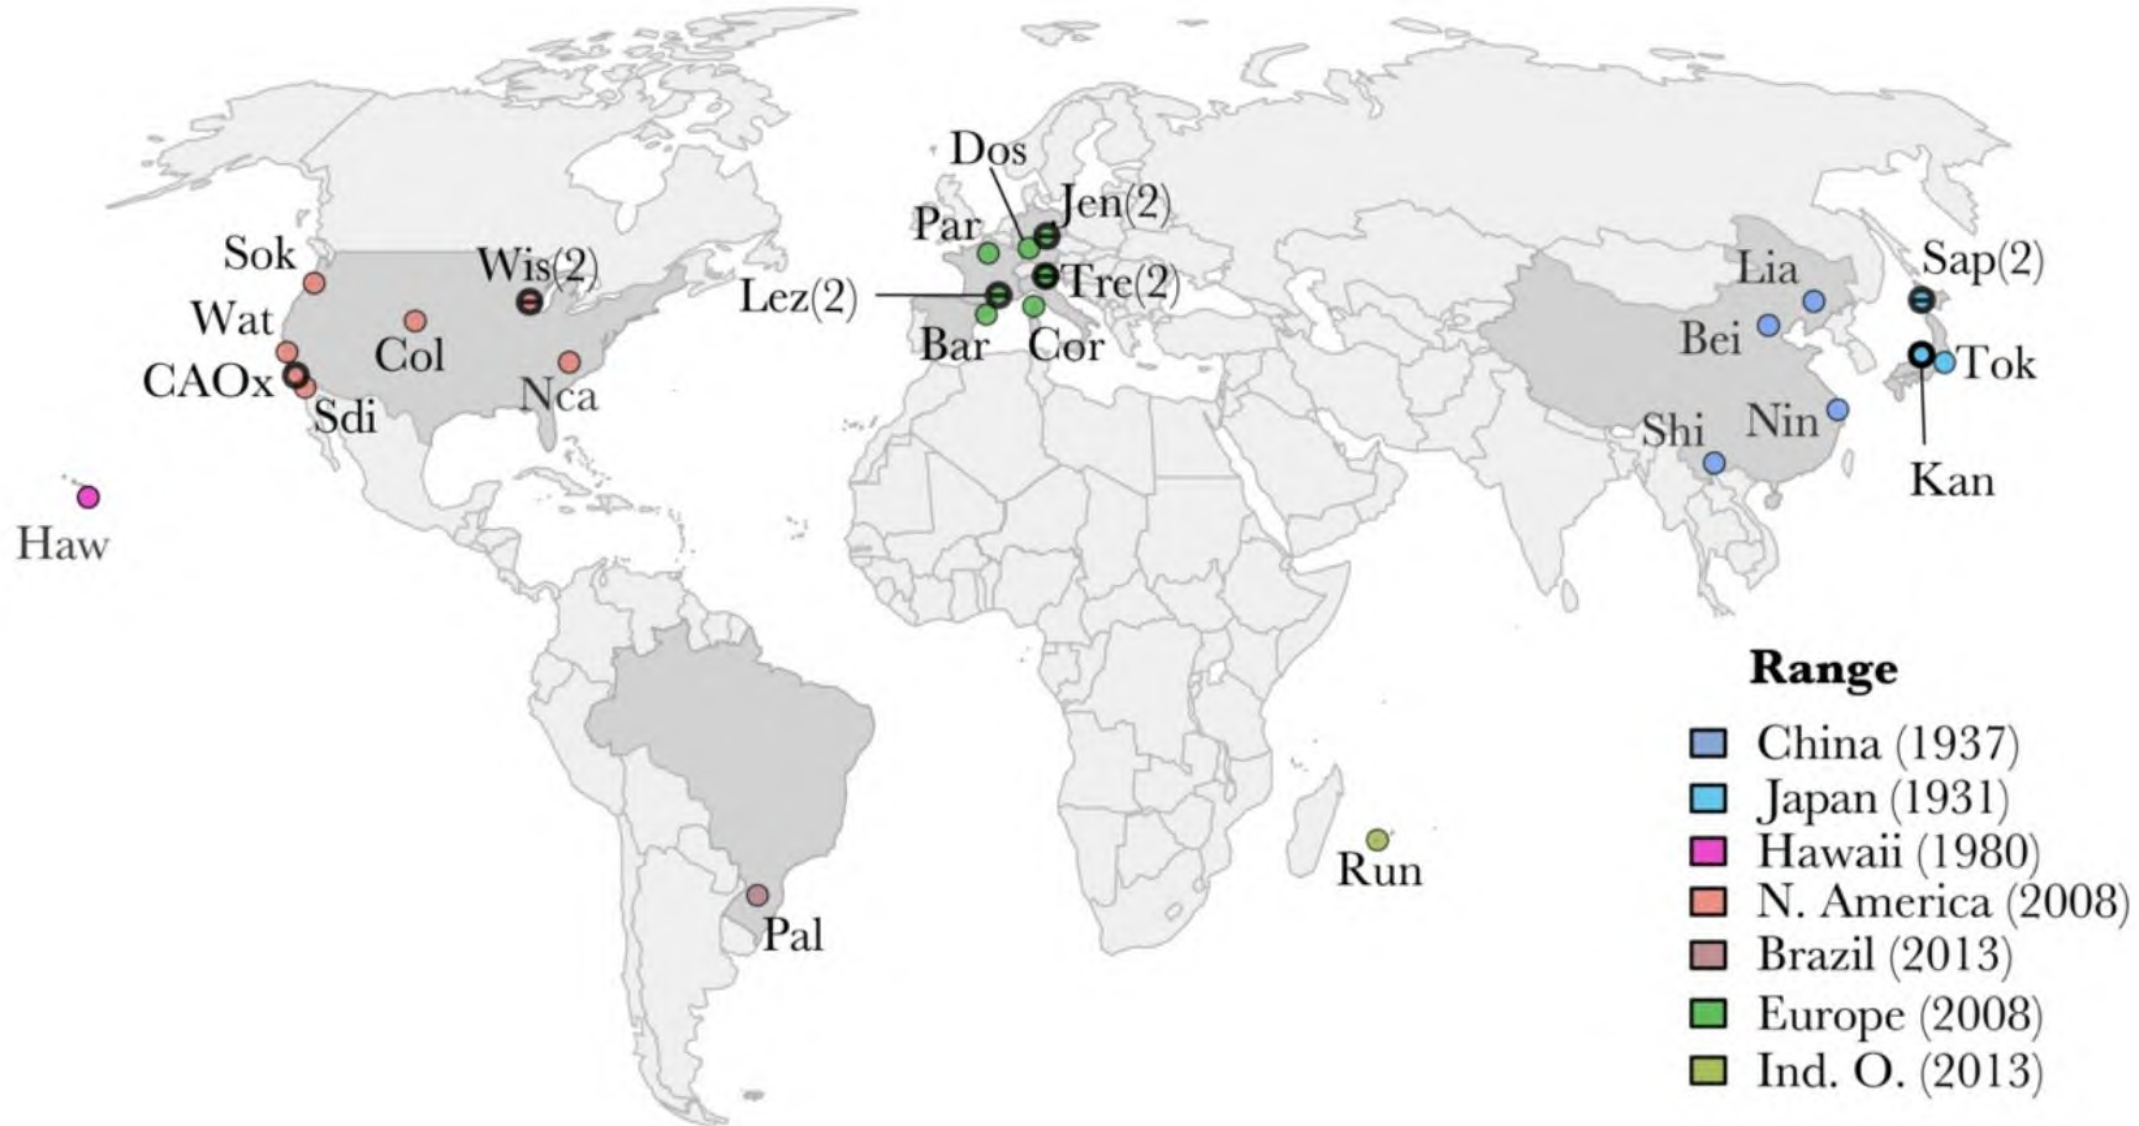 Dos
Jen(2)
Par
Sok
Wis(2)
Lia
Sap(2)
Tre(2)
Lez(2)
Wat
Bei
Bar
Cor
Col
Tok
CAOx
Nca
Sdi
Shi
Nin
Kan
Haw
Run
Pal
Range
China (1937)
Japan (1931)
Hawaii (1980)
N. America (2008)
Brazil (2013)
Europe (2008)
Ind. O. (2013)